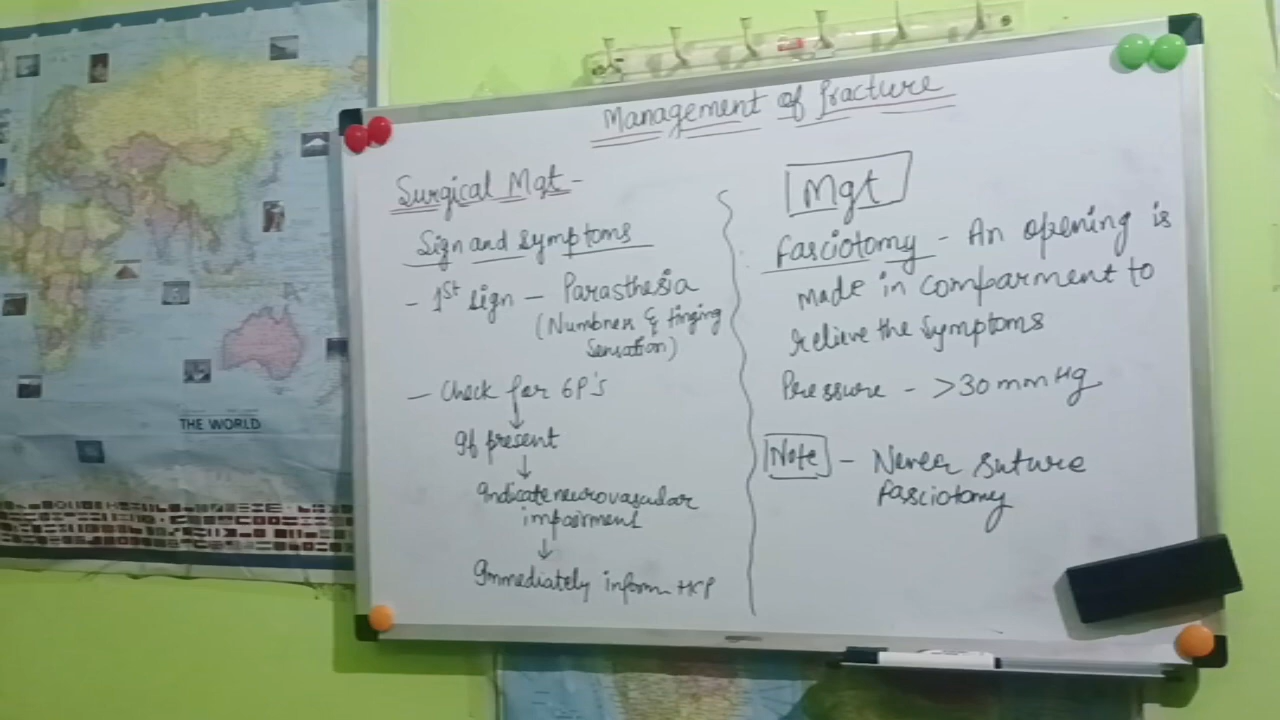 Management of fracture
Surgical Mgt -
Sign and symptoms
- 1st sign - Parasthesia
(Numbness & tinging
Sensation)
- Check for 6P's
↓
If present
↓
Indicate neurovascular
impairment
↓
Immediately inform HCP
Mgt
fasciotomy - An opening is
made in comparment to
relieve the symptoms
Pressure - >30 mm Hg
Note - Never suture
fasciotomy
THE WORLD